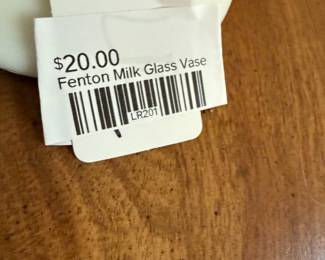 $20.00
Fenton Milk Glass Vase
LR201